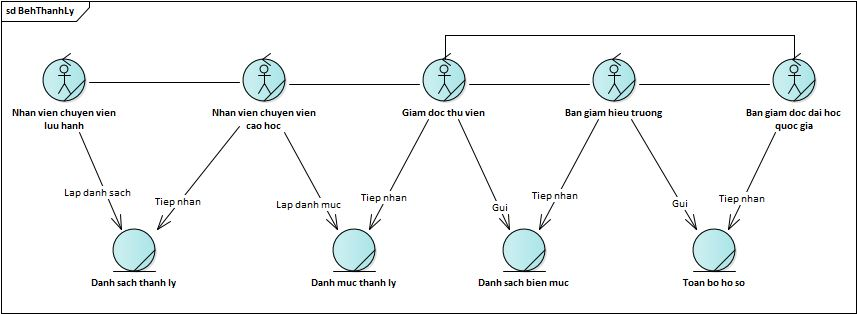 sd BehThanhLy
Nhan vien chuyen vien
luu hanh
Nhan vien chuyen vien
cao hoc
Giam doc thu vien
Ban giam hieu truong
Ban giam doc dai hoc
quoc gia
Lap danh sach
Tiep nhan
Lap danh muc
Tiep nhan
Gui
Tiep nhan
Gui
Tiep nhan
Danh sach thanh ly
Danh muc thanh ly
Danh sach bien muc
Toan bo ho so